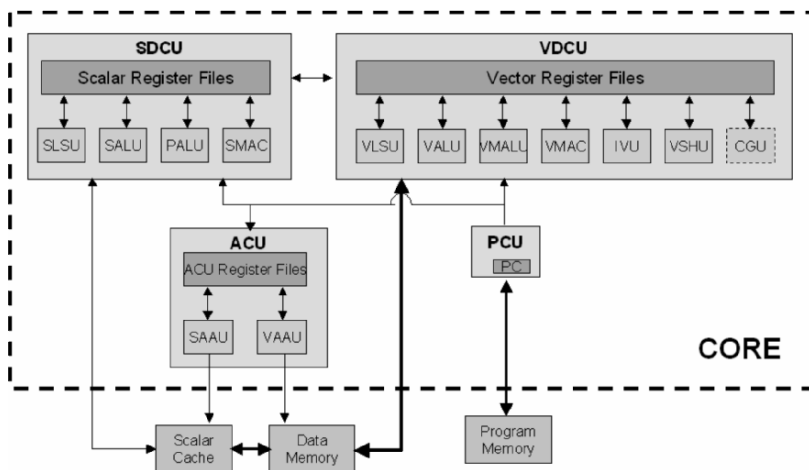 SDCU
VDCU
Scalar Register Files
Vector Register Files
SLSU
SALU
PALU
SMAC
VLSU
VALU
VMALU
VMAC
IVU
VSHU
CGU
ACU
ACU Register Files
SAAU
VAAU
PCU
PC
CORE
Scalar
Cache
Data
Memory
Program
Memory